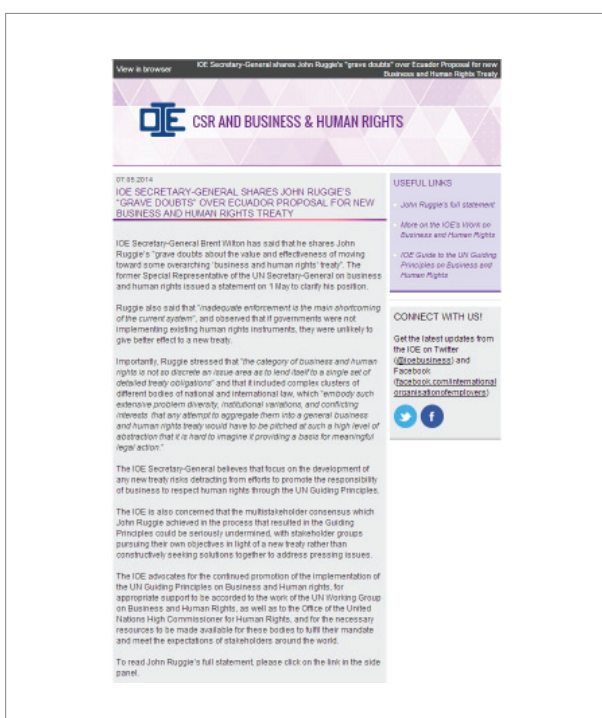 View in browser
IOE Secretary-General shares John Ruggie's "grave doubts" over Ecuador Proposal for new
Business and Human Rights Treaty
IOE CSR AND BUSINESS & HUMAN RIGHTS
07.05.2014
IOE SECRETARY-GENERAL SHARES JOHN RUGGIE'S
"GRAVE DOUBTS" OVER ECUADOR PROPOSAL FOR NEW
BUSINESS AND HUMAN RIGHTS TREATY
IOE Secretary-General Brent Wilton has said that he shares John
Ruggie's "grave doubts about the value and effectiveness of moving
toward some overarching 'business and human rights' treaty". The
former Special Representative of the UN Secretary-General on business
and human rights issued a statement on 1 May to clarify his position.
Ruggie also said that "inadequate enforcement is the main shortcoming
of the current system", and observed that if governments were not
implementing existing human rights instruments, they were unlikely to
give better effect to a new treaty.
Importantly, Ruggie stressed that "the category of business and human
rights is not so discrete an issue area as to lend itself to a single set of
detailed treaty obligations" and that it included complex clusters of
different bodies of national and international law, which "embody such
extensive problem diversity, institutional variations, and conflicting
interests that any attempt to aggregate them into a general business
and human rights treaty would have to be pitched at such a high level of
abstraction that it is hard to imagine it providing a basis for meaningful
legal action."
The IOE Secretary-General believes that focus on the development of
any new treaty risks detracting from efforts to promote the responsibility
of business to respect human rights through the UN Guiding Principles.
The IOE is also concerned that the multistakeholder consensus which
John Ruggie achieved in the process that resulted in the Guiding
Principles could be seriously undermined, with stakeholder groups
pursuing their own objectives in light of a new treaty rather than
constructively seeking solutions together to address pressing issues.
The IOE advocates for the continued promotion of the implementation of
the UN Guiding Principles on Business and Human rights, for
appropriate support to be accorded to the work of the UN Working Group
on Business and Human Rights, as well as to the Office of the United
Nations High Commissioner for Human Rights, and for the necessary
resources to be made available for these bodies to fulfil their mandate
and meet the expectations of stakeholders around the world.
To read John Ruggie's full statement, please click on the link in the side
panel.
USEFUL LINKS
John Ruggie's full statement
More on the IOE's Work on
Business and Human Rights
IOE Guide to the UN Guiding
Principles on Business and
Human Rights
CONNECT WITH US!
Get the latest updates from
the IOE on Twitter
(@ioebusiness) and
Facebook
(facebook.com/international
organisationofemployers)